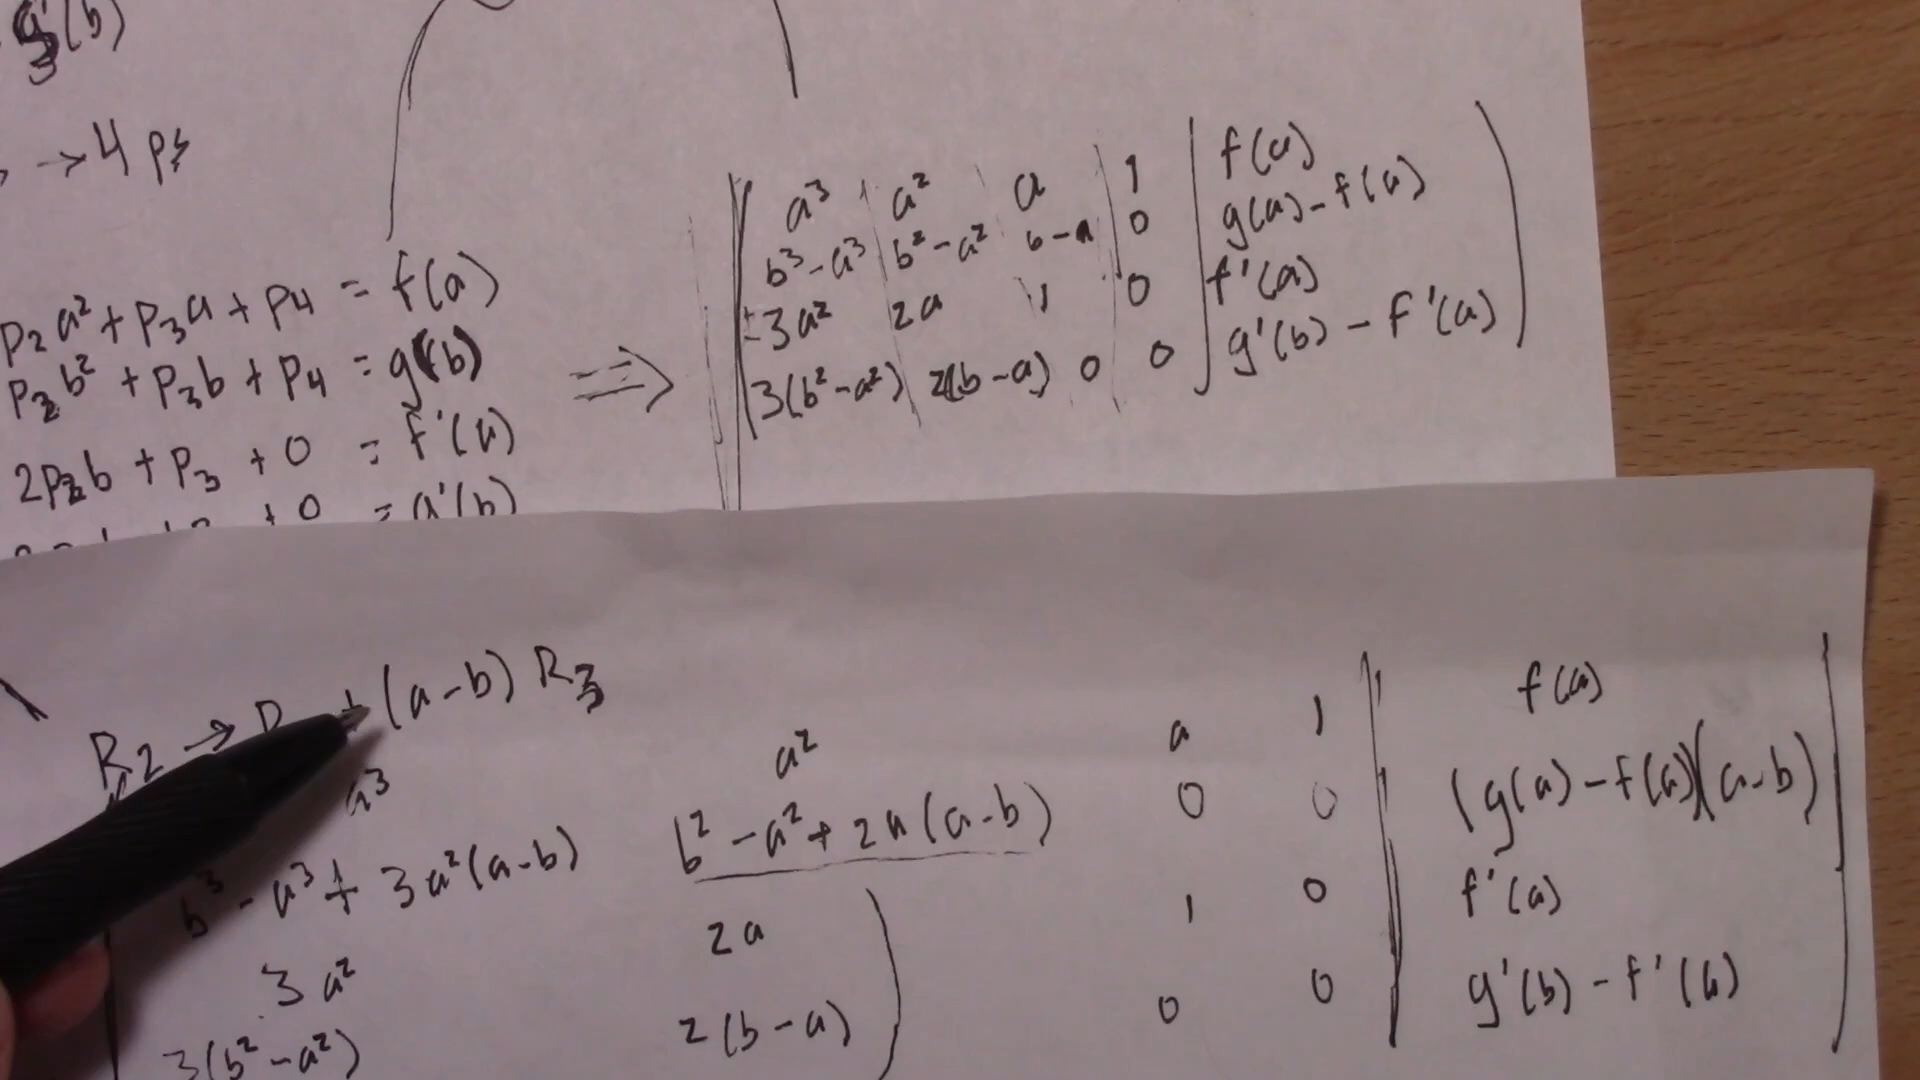 g'(b)
3
→ 4 ps
p₂a² + p₃a + p₄ = f(a)
p₂b² + p₃b + p₄ = g(b)
2p₂b + p₃ + 0 = f'(a)
+ 0 = g'(b)
⇒
a³ a² a 1 | f(a)
b³-a³ b²-a² b-a 0 | g(a)-f(a)
3a² 2a 1 0 | f'(a)
3(b²-a²) 2(b-a) 0 0 | g'(b) - f'(a)
R₂ → R + (a-b) R₃
a³ a² a 1 | f(a)
b³-a³+3a²(a-b) b²-a²+2a(a-b) 0 0 | (g(a)-f(a))(a-b)
3a² 2a 1 0 | f'(a)
3(b²-a²) 2(b-a) 0 0 | g'(b) - f'(a)